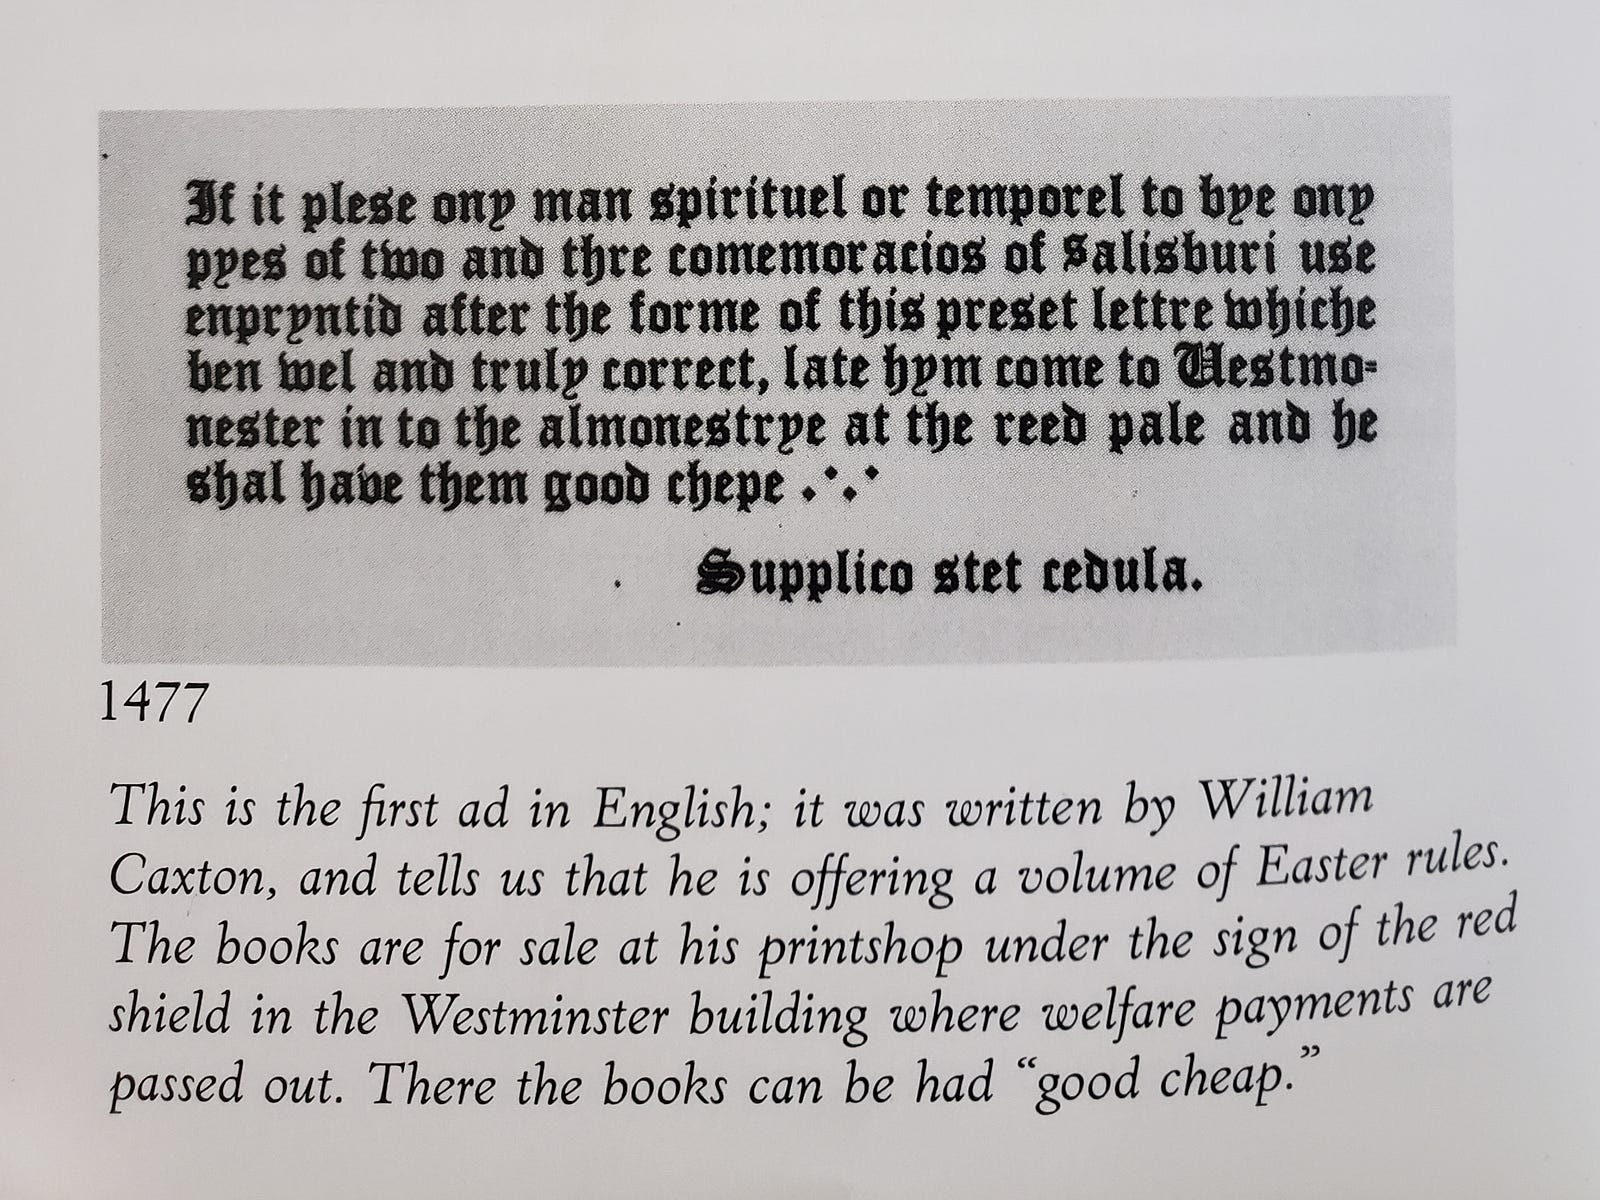 If it plese ony man spirituel or temporel to bye ony
pyes of two and thre comemoracios of Salisburi use
enpryntid after the forme of this preset lettre whiche
ben wel and truly correct, late hym come to Westmo-
nester in to the almonestrye at the reed pale and he
shal have them good chepe .·.·
Supplico stet cedula.
1477
This is the first ad in English; it was written by William
Caxton, and tells us that he is offering a volume of Easter rules.
The books are for sale at his printshop under the sign of the red
shield in the Westminster building where welfare payments are
passed out. There the books can be had “good cheap.”